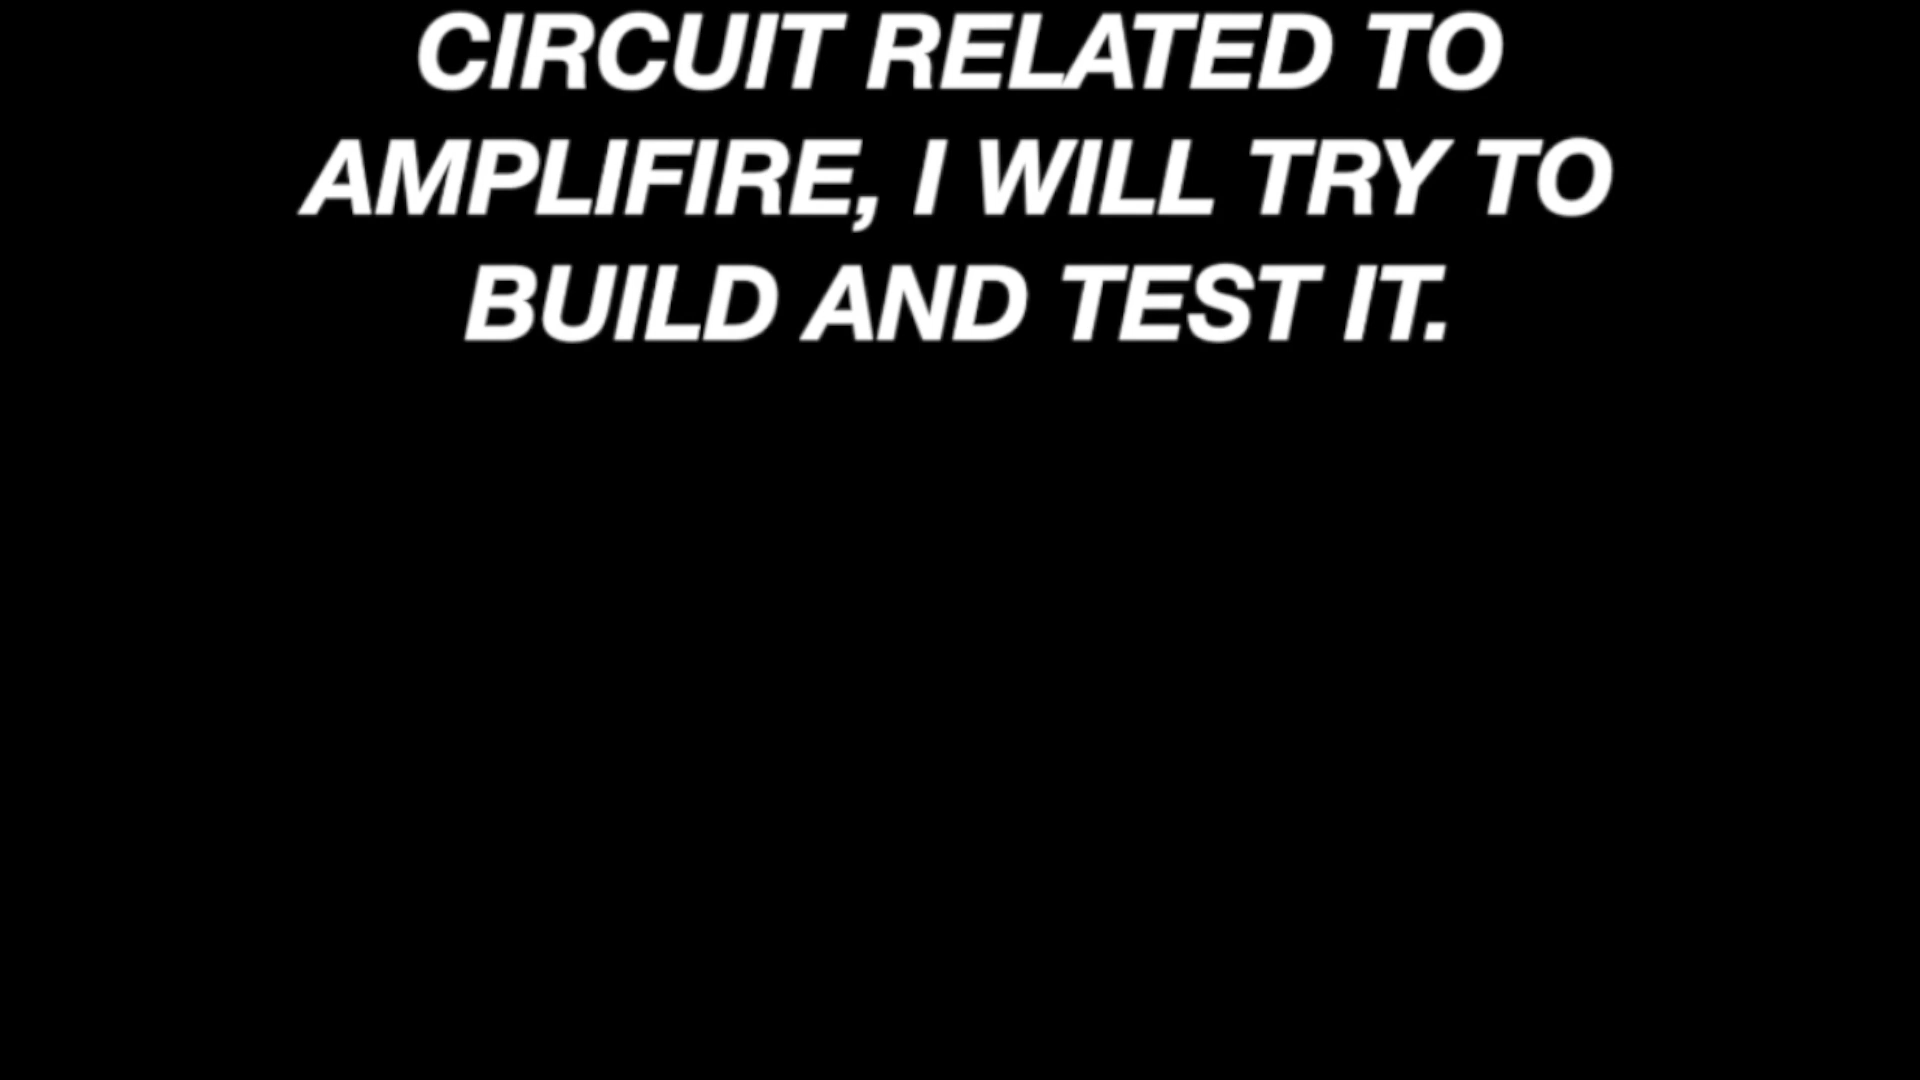 CIRCUIT RELATED TO
AMPLIFIRE, I WILL TRY TO
BUILD AND TEST IT.